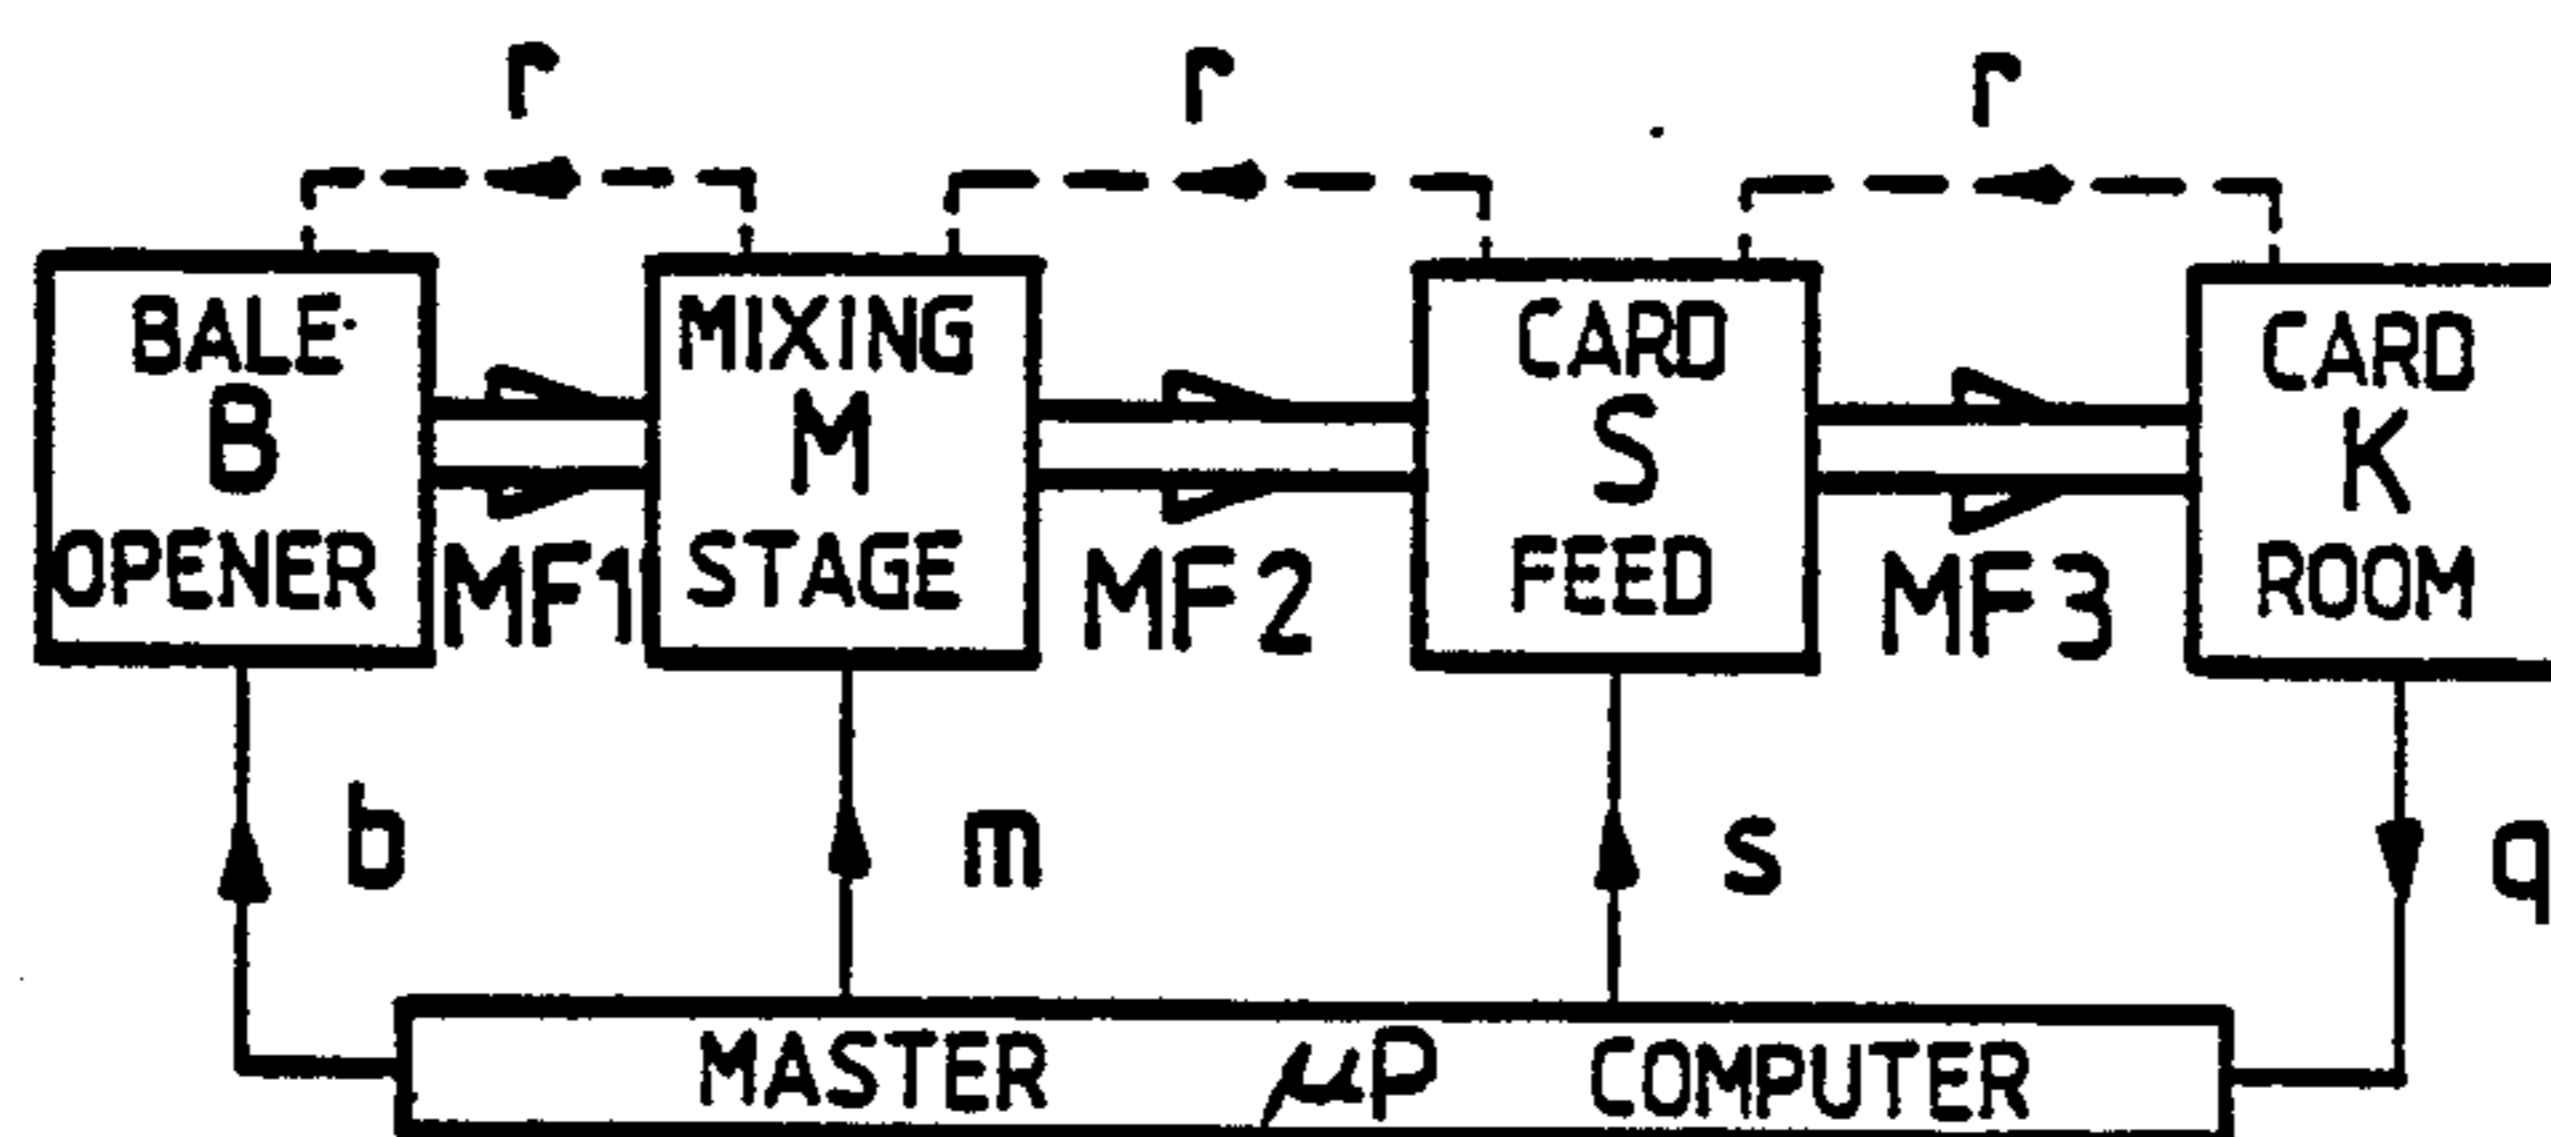 r r r
BALE
B
OPENER
MF1
MIXING
M
STAGE
MF2
CARD
S
FEED
MF3
CARD
K
ROOM
b m s q
MASTER μP COMPUTER